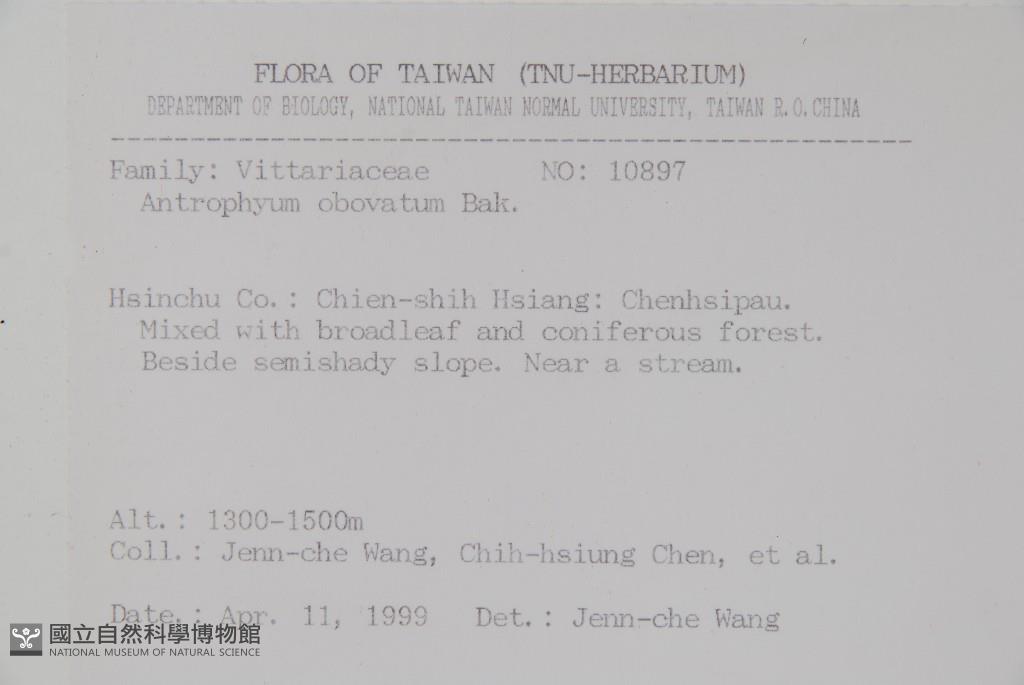 FLORA OF TAIWAN (TNU-HERBARIUM)
DEPARTMENT OF BIOLOGY, NATIONAL TAIWAN NORMAL UNIVERSITY, TAIWAN R.O.CHINA
--------------------------------------------------
Family: Vittariaceae NO: 10897
Antrophyum obovatum Bak.
Hsinchu Co.: Chien-shih Hsiang: Chenhsipau.
Mixed with broadleaf and coniferous forest.
Beside semishady slope. Near a stream.
Alt.: 1300-1500m
Coll.: Jenn-che Wang, Chih-hsiung Chen, et al.
Date.: Apr. 11, 1999 Det.: Jenn-che Wang
國立自然科學博物館
NATIONAL MUSEUM OF NATURAL SCIENCE